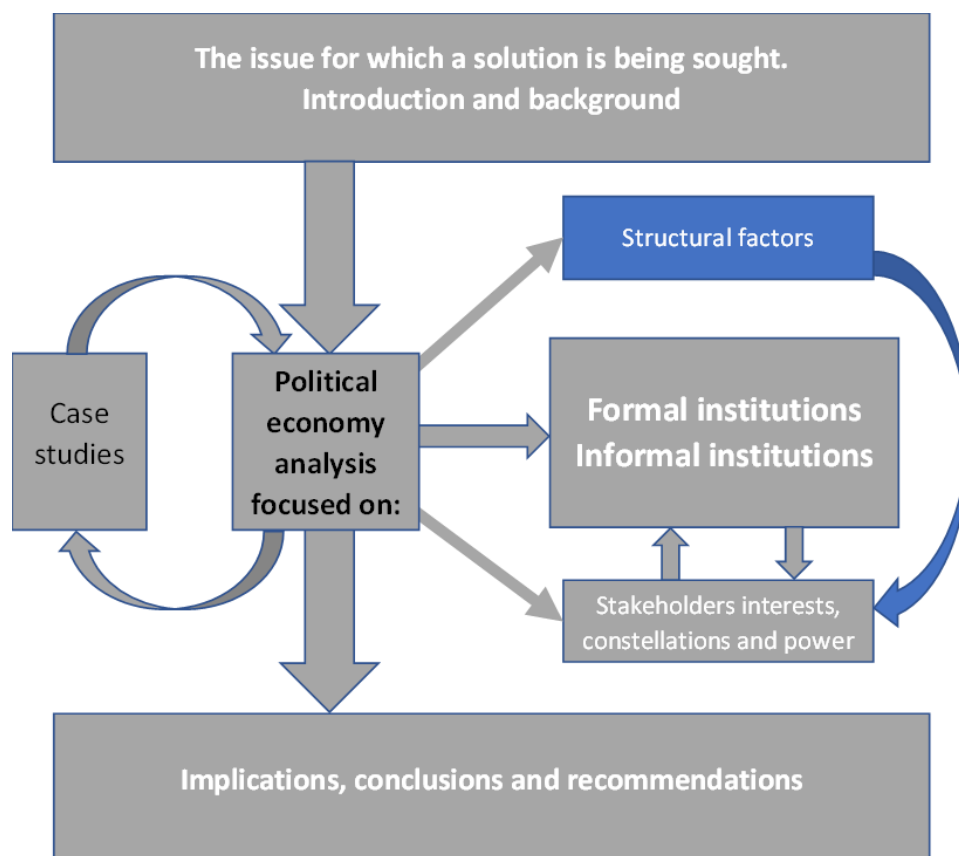 The issue for which a solution is being sought.
Introduction and background
Structural factors
Case
studies
Political
economy
analysis
focused on:
Formal institutions
Informal institutions
Stakeholders interests,
constellations and power
Implications, conclusions and recommendations